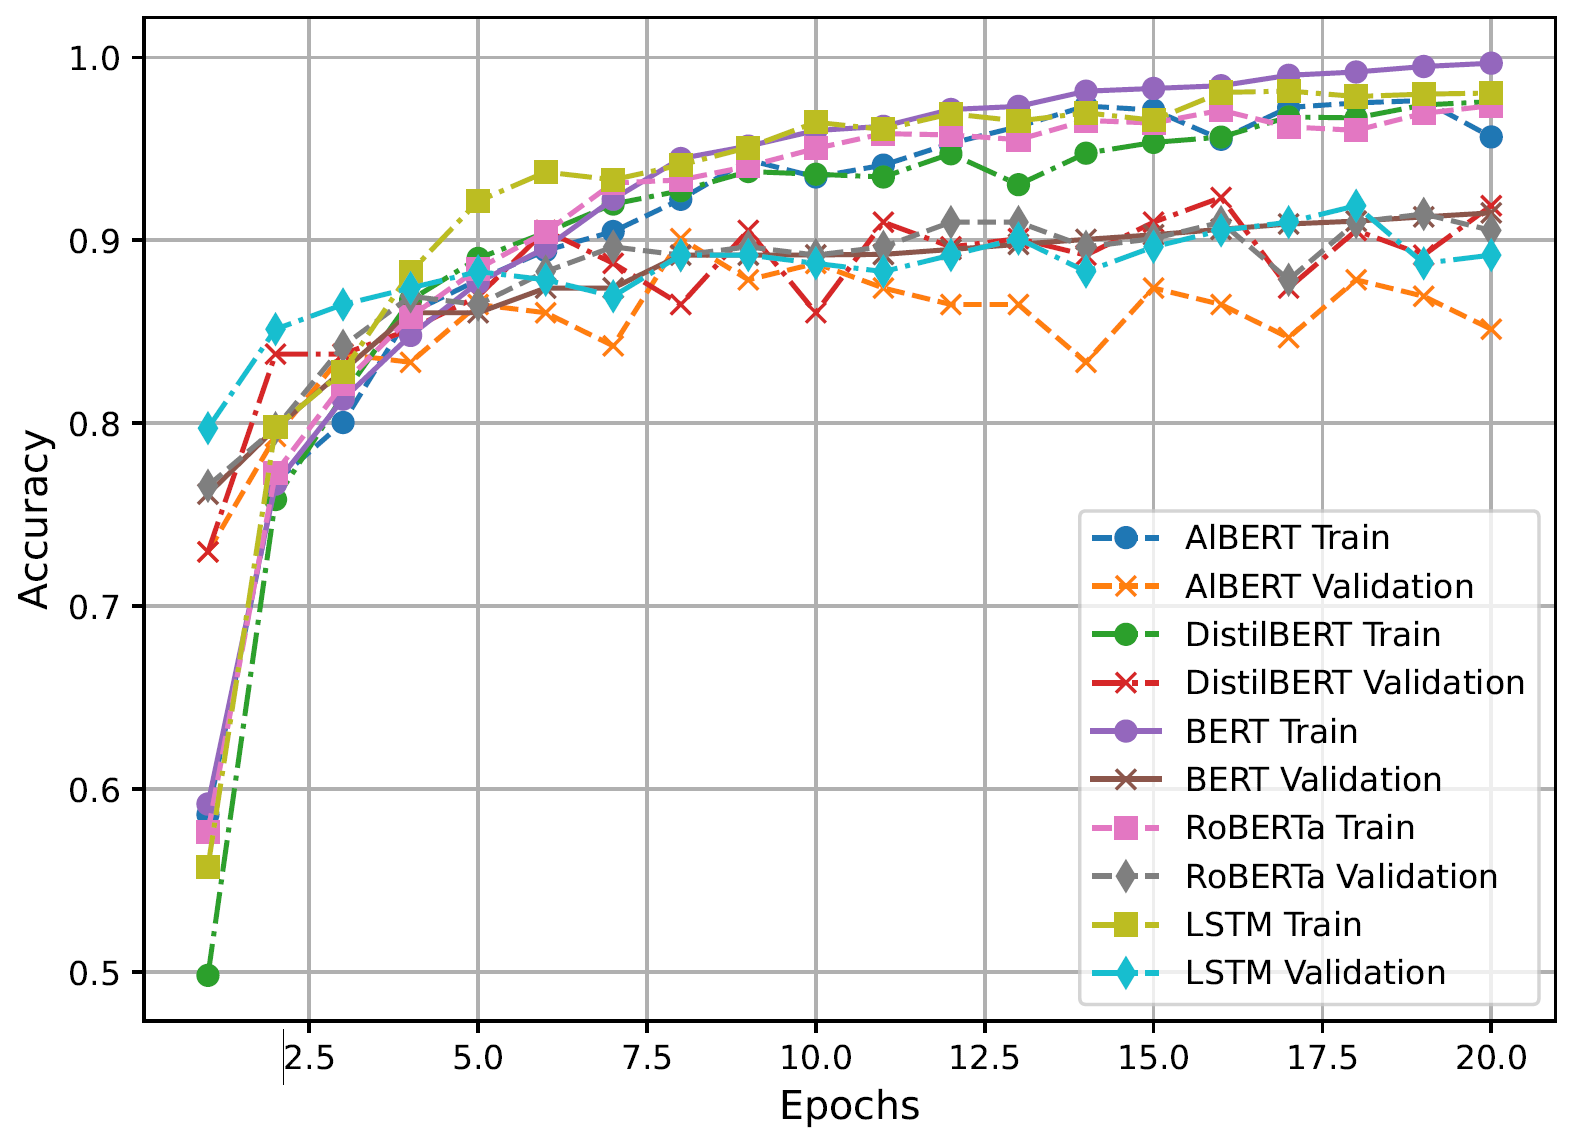 1.0
0.9
0.8
0.7
0.6
0.5
Accuracy
2.5 5.0 7.5 10.0 12.5 15.0 17.5 20.0
Epochs
AlBERT Train
AlBERT Validation
DistilBERT Train
DistilBERT Validation
BERT Train
BERT Validation
RoBERTa Train
RoBERTa Validation
LSTM Train
LSTM Validation